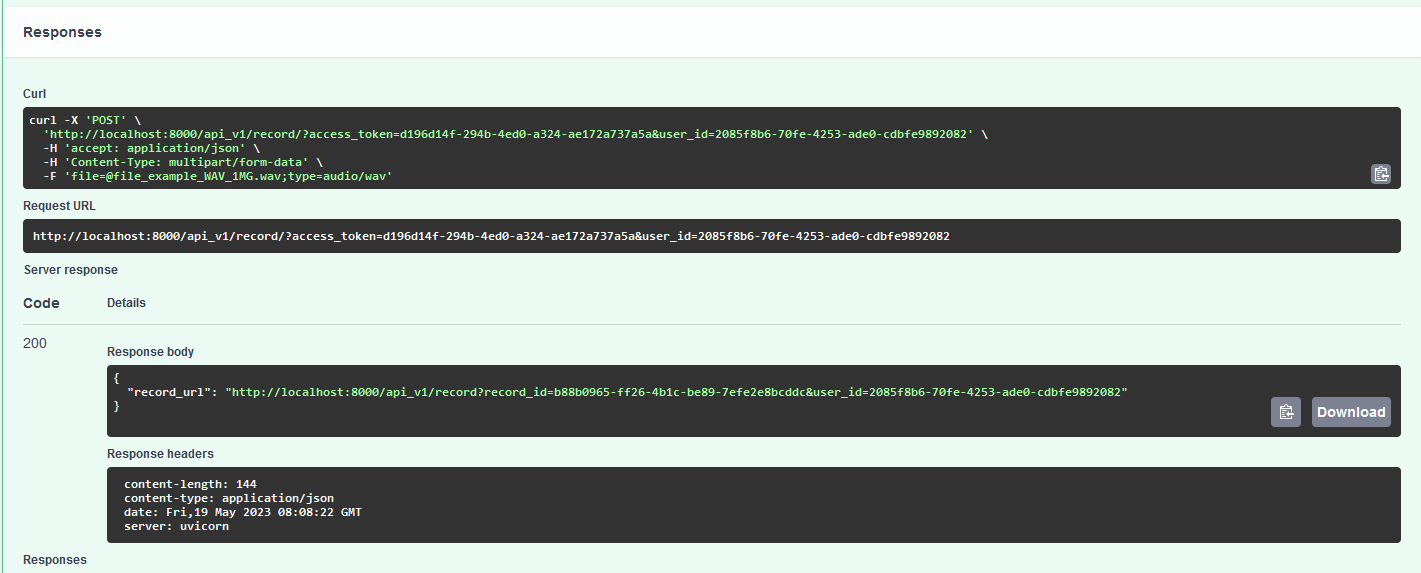 Responses
Curl
curl -X 'POST' \
  'http://localhost:8000/api_v1/record/?access_token=d196d14f-294b-4ed0-a324-ae172a737a5a&user_id=2085f8b6-70fe-4253-ade0-cdbfe9892082' \
  -H 'accept: application/json' \
  -H 'Content-Type: multipart/form-data' \
  -F 'file=@file_example_WAV_1MG.wav;type=audio/wav'
Request URL
http://localhost:8000/api_v1/record/?access_token=d196d14f-294b-4ed0-a324-ae172a737a5a&user_id=2085f8b6-70fe-4253-ade0-cdbfe9892082
Server response
Code Details
200
Response body
{
  "record_url": "http://localhost:8000/api_v1/record?record_id=b88b0965-ff26-4b1c-be89-7efe2e8bcddc&user_id=2085f8b6-70fe-4253-ade0-cdbfe9892082"
}
Download
Response headers
content-length: 144
content-type: application/json
date: Fri,19 May 2023 08:08:22 GMT
server: uvicorn
Responses